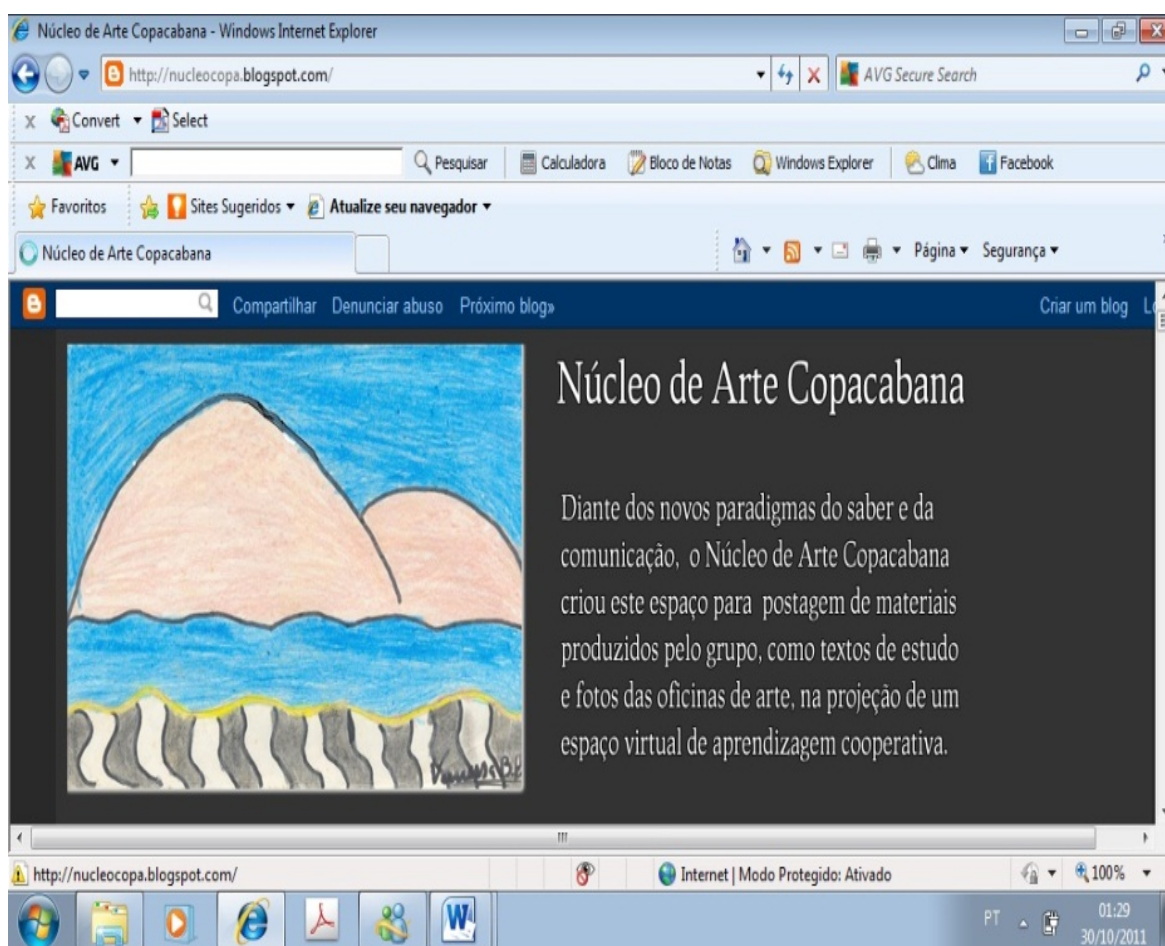 Núcleo de Arte Copacabana - Windows Internet Explorer
http://nucleocopa.blogspot.com/
AVG Secure Search
X Convert Select
X AVG Pesquisar Calculadora Bloco de Notas Windows Explorer Clima Facebook
Favoritos Sites Sugeridos Atualize seu navegador
Núcleo de Arte Copacabana Página Segurança
Compartilhar Denunciar abuso Próximo blog» Criar um blog
Núcleo de Arte Copacabana
Diante dos novos paradigmas do saber e da
comunicação, o Núcleo de Arte Copacabana
criou este espaço para postagem de materiais
produzidos pelo grupo, como textos de estudo
e fotos das oficinas de arte, na projeção de um
espaço virtual de aprendizagem cooperativa.
http://nucleocopa.blogspot.com/ Internet | Modo Protegido: Ativado 100%
PT 01:29
30/10/2011